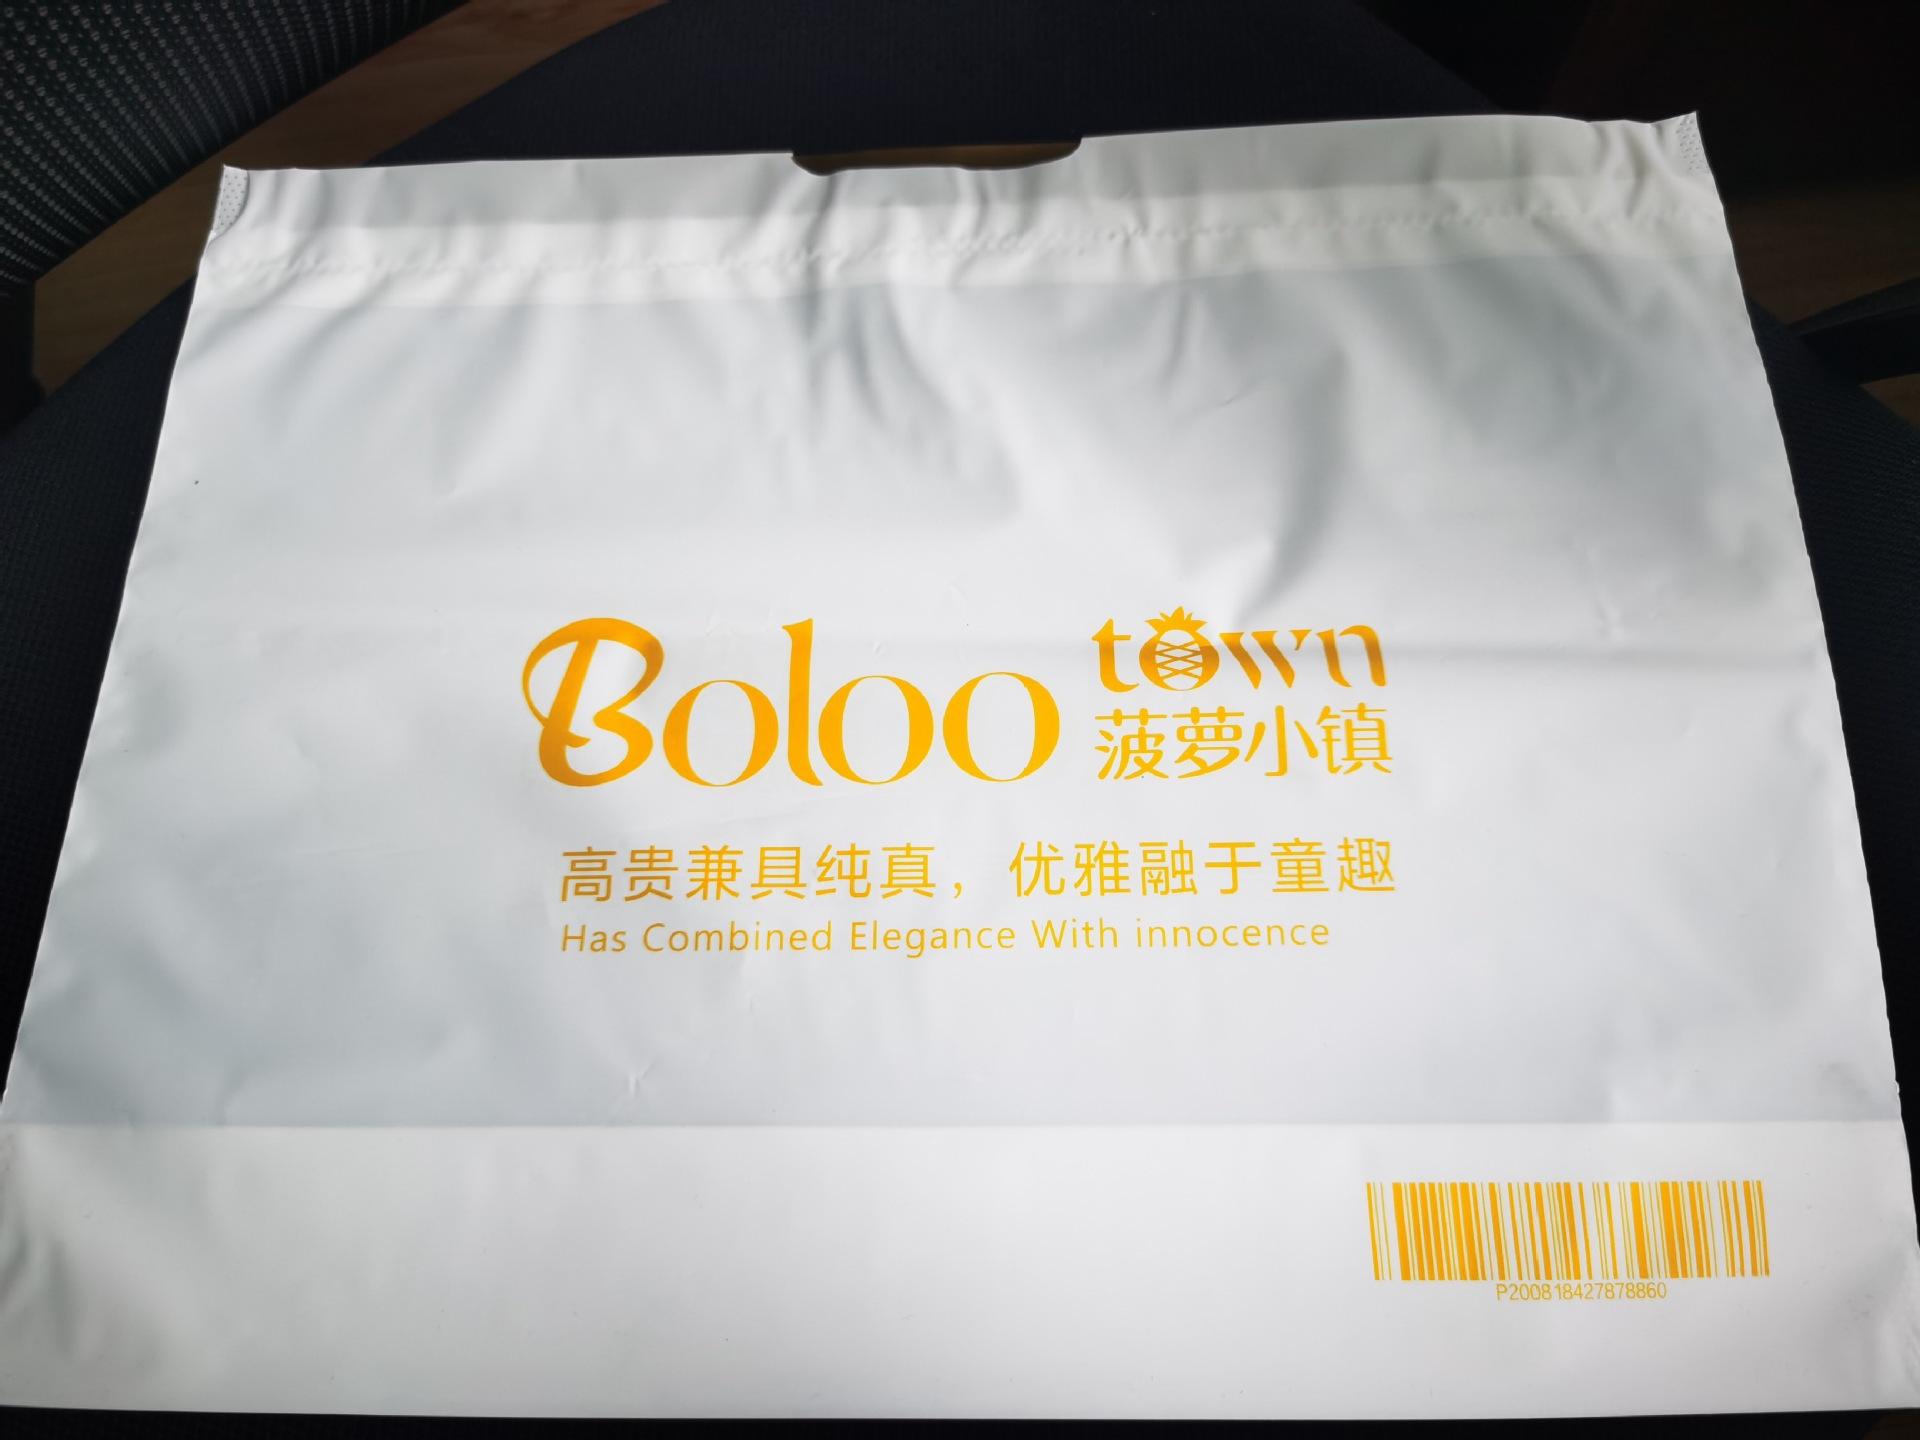 Boloo town
菠萝小镇
高贵兼具纯真，优雅融于童趣
Has Combined Elegance With innocence
P200818427878860